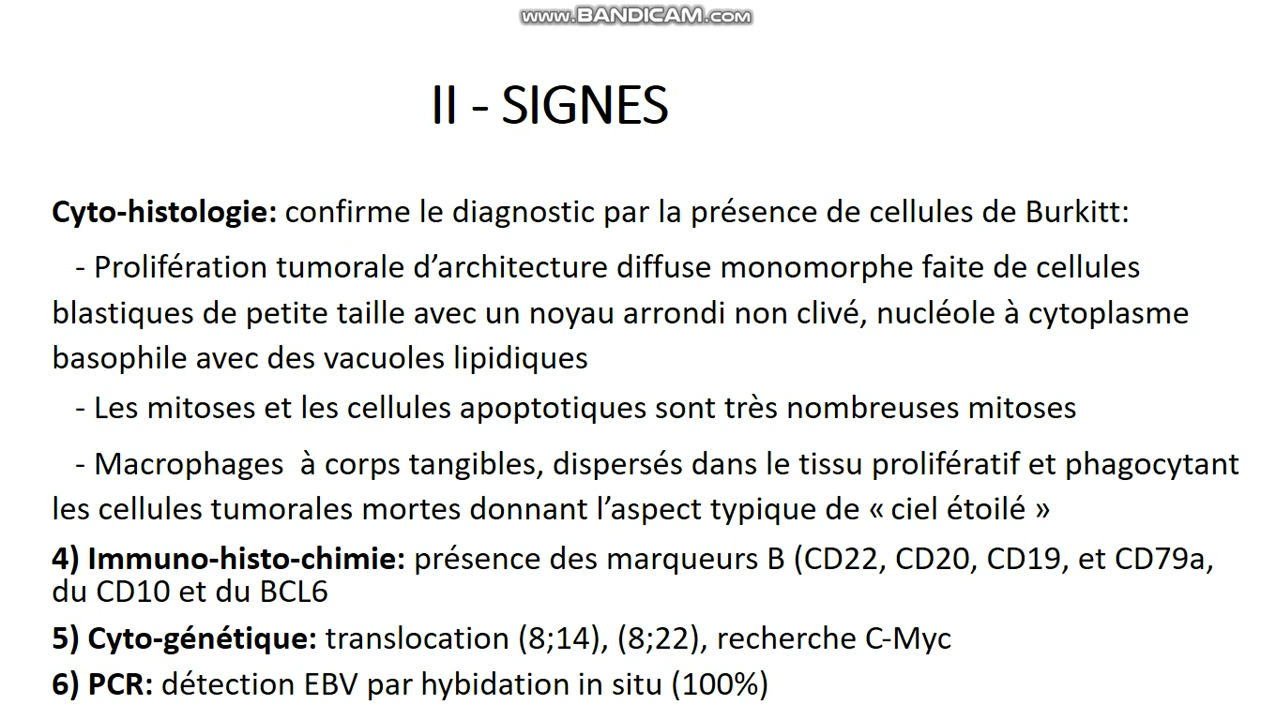 www.BANDICAM.com
II - SIGNES
Cyto-histologie: confirme le diagnostic par la présence de cellules de Burkitt:
- Prolifération tumorale d’architecture diffuse monomorphe faite de cellules
blastiques de petite taille avec un noyau arrondi non clivé, nucléole à cytoplasme
basophile avec des vacuoles lipidiques
- Les mitoses et les cellules apoptotiques sont très nombreuses mitoses
- Macrophages  à corps tangibles, dispersés dans le tissu prolifératif et phagocytant
les cellules tumorales mortes donnant l’aspect typique de « ciel étoilé »
4) Immuno-histo-chimie: présence des marqueurs B (CD22, CD20, CD19, et CD79a,
du CD10 et du BCL6
5) Cyto-génétique: translocation (8;14), (8;22), recherche C-Myc
6) PCR: détection EBV par hybidation in situ (100%)